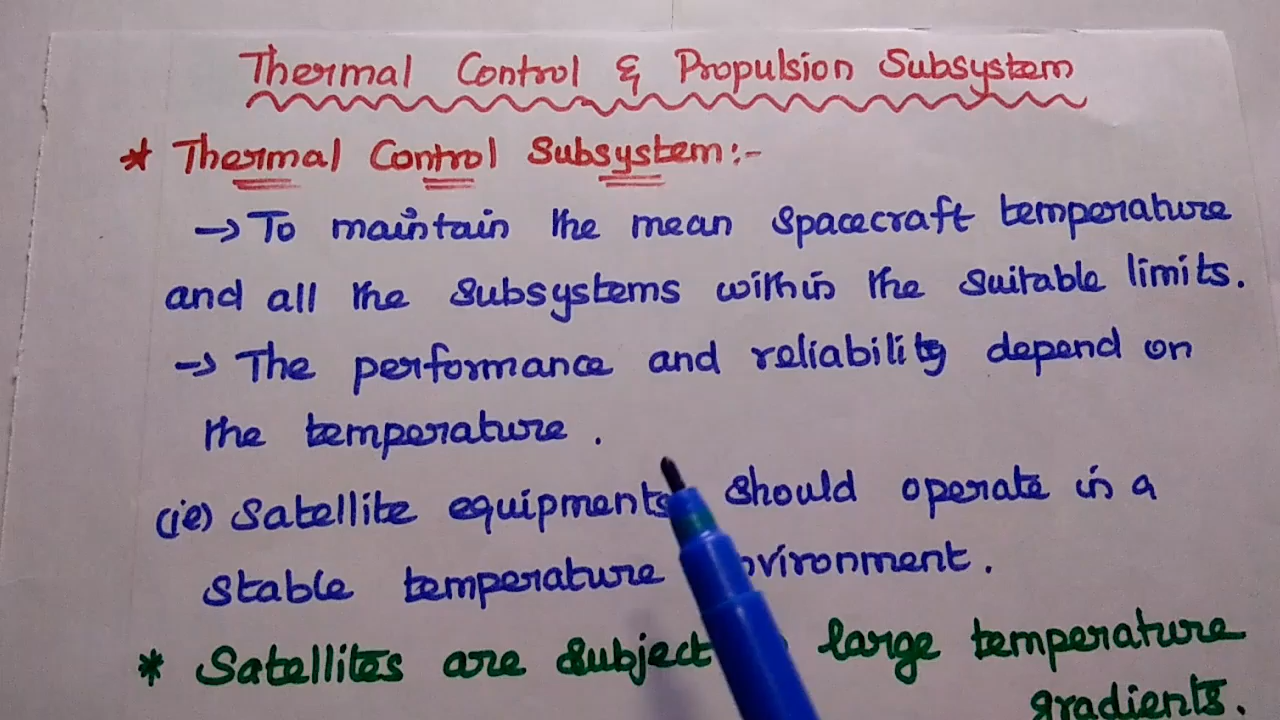 Thermal Control & Propulsion Subsystem
* Thermal Control Subsystem:-
→ To maintain the mean spacecraft temperature
and all the subsystems within the suitable limits.
→ The performance and reliability depend on
the temperature.
(ie) Satellite equipments should operate in a
stable temperature environment.
* Satellites are subject large temperature
gradients.